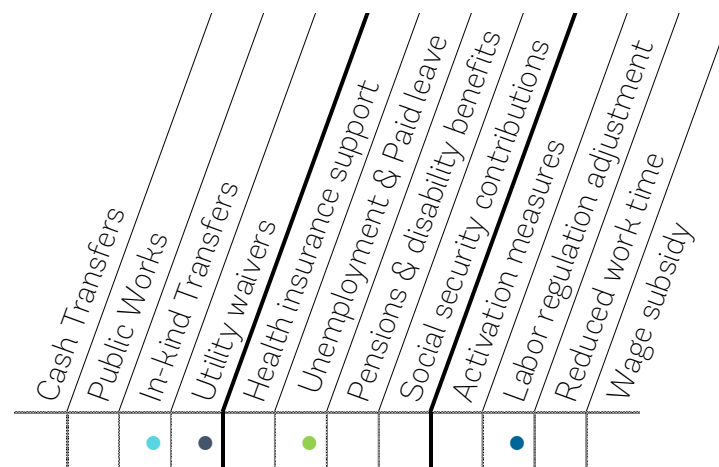 Cash Transfers
Public Works
In-kind Transfers
Utility waivers
Health insurance support
Unemployment & Paid leave
Pensions & disability benefits
Social security contributions
Activation measures
Labor regulation adjustment
Reduced work time
Wage subsidy